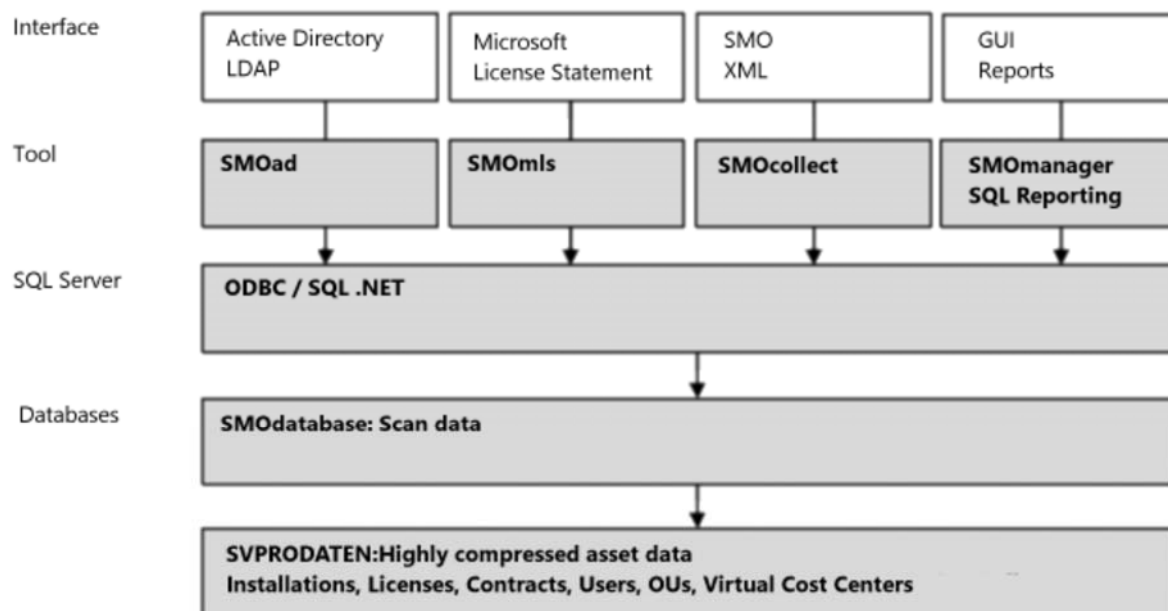 Interface
Active Directory
LDAP
Microsoft
License Statement
SMO
XML
GUI
Reports
Tool
SMOad
SMOmls
SMOcollect
SMOmanager
SQL Reporting
SQL Server
ODBC / SQL .NET
Databases
SMOdatabase: Scan data
SVPRODATEN:Highly compressed asset data
Installations, Licenses, Contracts, Users, OUs, Virtual Cost Centers